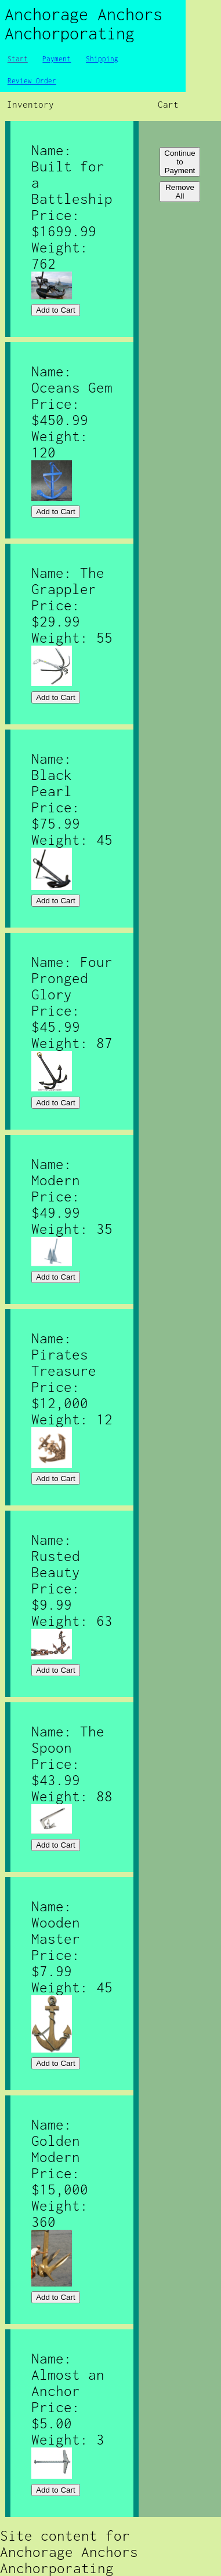 Anchorage Anchors
Anchorporating
Start Payment Shipping
Review Order
Inventory
Cart
Name:
Built for
a
Battleship
Price:
$1699.99
Weight:
762
Add to Cart
Continue
to
Payment
Remove
All
Name:
Oceans Gem
Price:
$450.99
Weight:
120
Add to Cart
Name: The
Grappler
Price:
$29.99
Weight: 55
Add to Cart
Name:
Black
Pearl
Price:
$75.99
Weight: 45
Add to Cart
Name: Four
Pronged
Glory
Price:
$45.99
Weight: 87
Add to Cart
Name:
Modern
Price:
$49.99
Weight: 35
Add to Cart
Name:
Pirates
Treasure
Price:
$12,000
Weight: 12
Add to Cart
Name:
Rusted
Beauty
Price:
$9.99
Weight: 63
Add to Cart
Name: The
Spoon
Price:
$43.99
Weight: 88
Add to Cart
Name:
Wooden
Master
Price:
$7.99
Weight: 45
Add to Cart
Name:
Golden
Modern
Price:
$15,000
Weight:
360
Add to Cart
Name:
Almost an
Anchor
Price:
$5.00
Weight: 3
Add to Cart
Site content for
Anchorage Anchors
Anchorporating